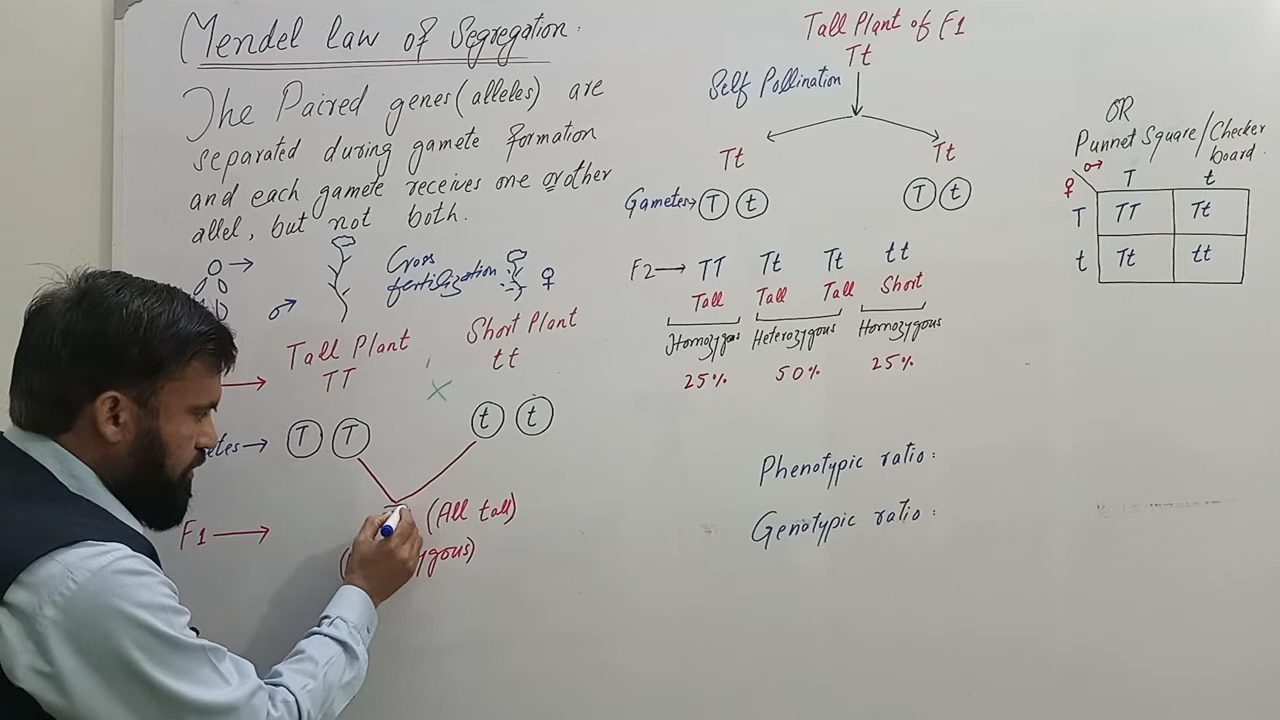 Mendel law of Segregation.
The Paired genes (alleles) are
separated during gamete formation
and each gamete receives one or other
allel, but not both.
Cross
fertilization
♂ ♀
Tall Plant
Short Plant
TT
tt
×
→ T T
t t
F1 → (All tall)
Tall Plant of F1
Tt
Self Pollination
Tt Tt
Gametes → T t T t
F2 → TT Tt Tt tt
Tall Tall Tall Short
Homozygous Heterozygous Homozygous
25% 50% 25%
Phenotypic ratio:
Genotypic ratio:
OR
Punnet Square/Checker
board.
♂
♀ T t
T TT Tt
t Tt tt